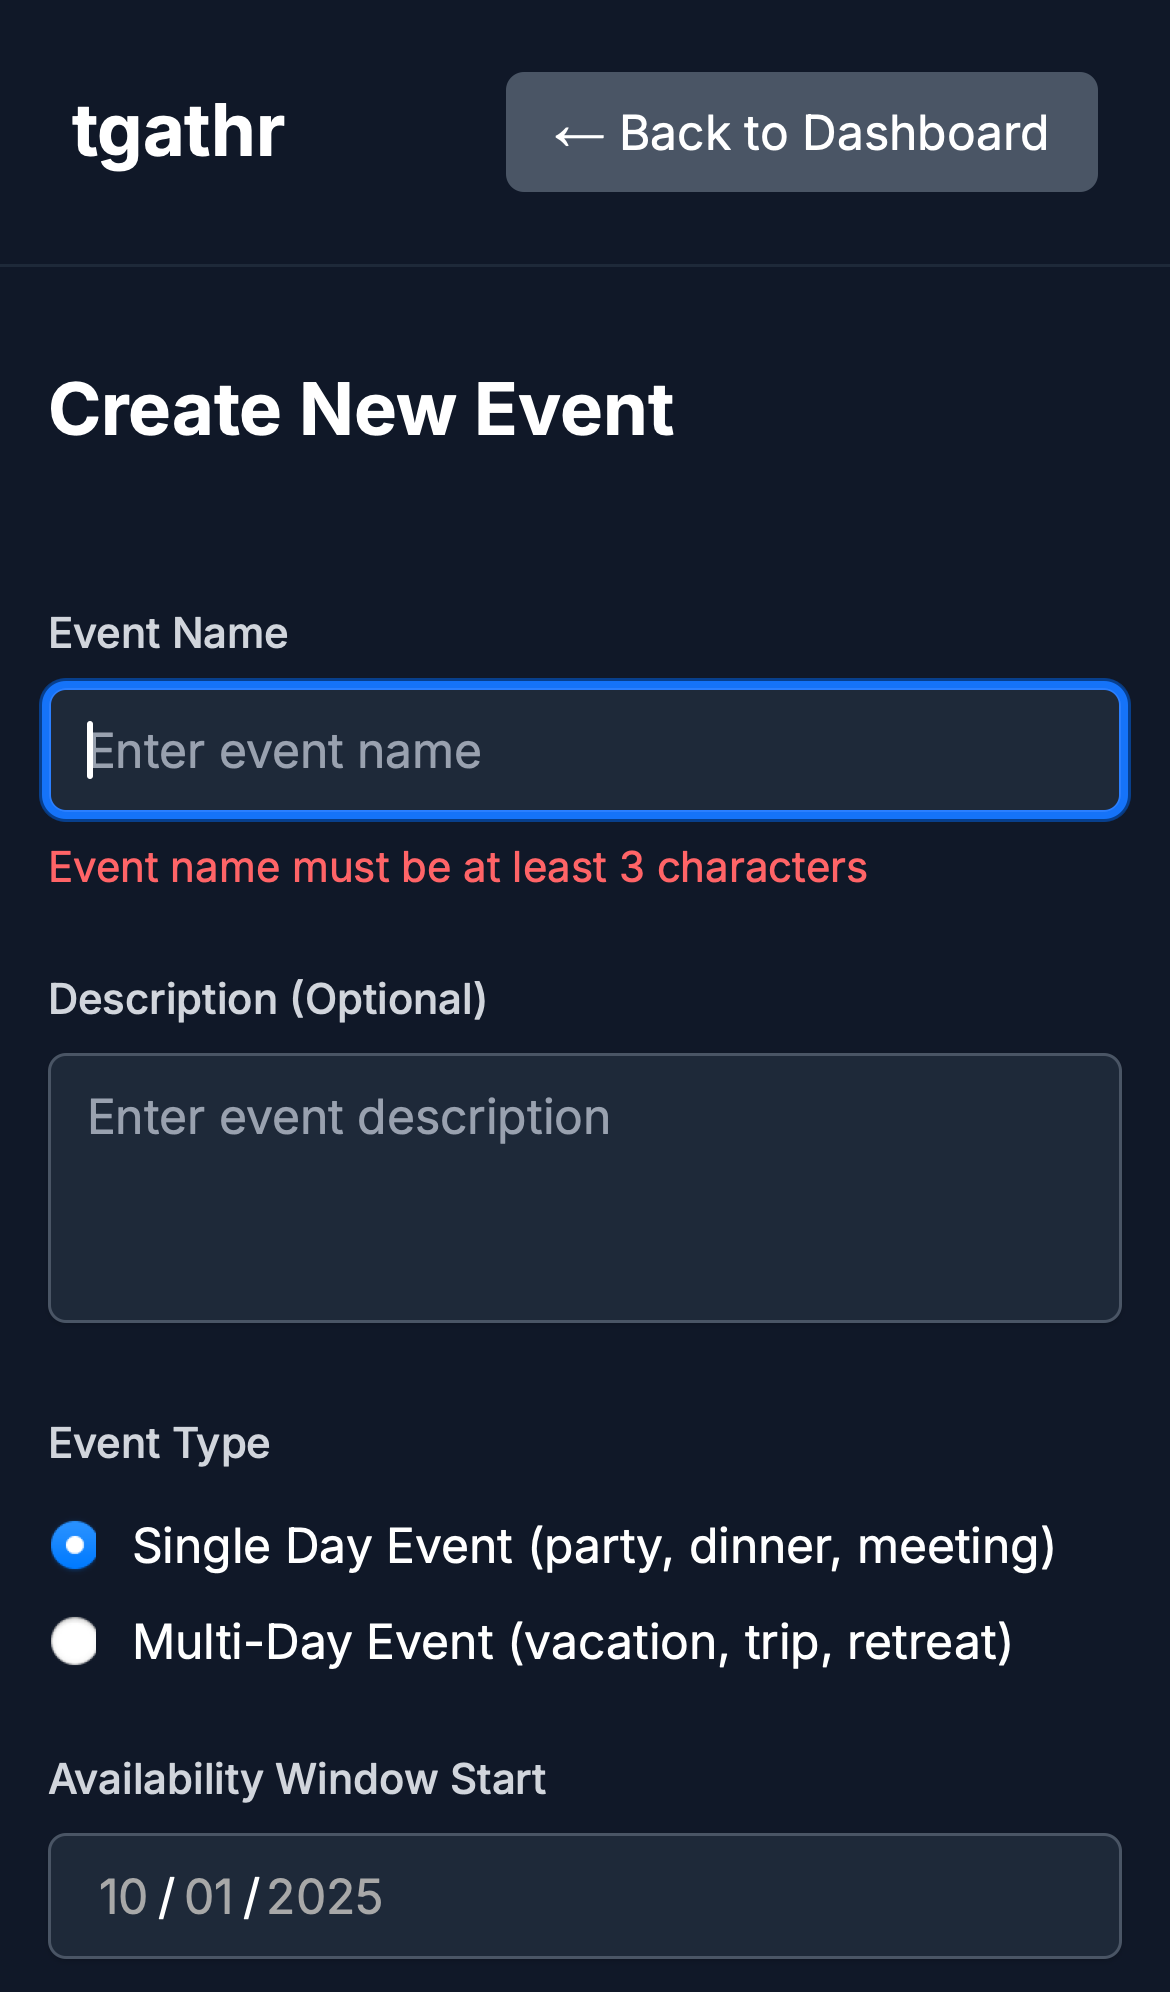 tgathr
← Back to Dashboard
Create New Event
Event Name
Enter event name
Event name must be at least 3 characters
Description (Optional)
Enter event description
Event Type
Single Day Event (party, dinner, meeting)
Multi-Day Event (vacation, trip, retreat)
Availability Window Start
10/01/2025